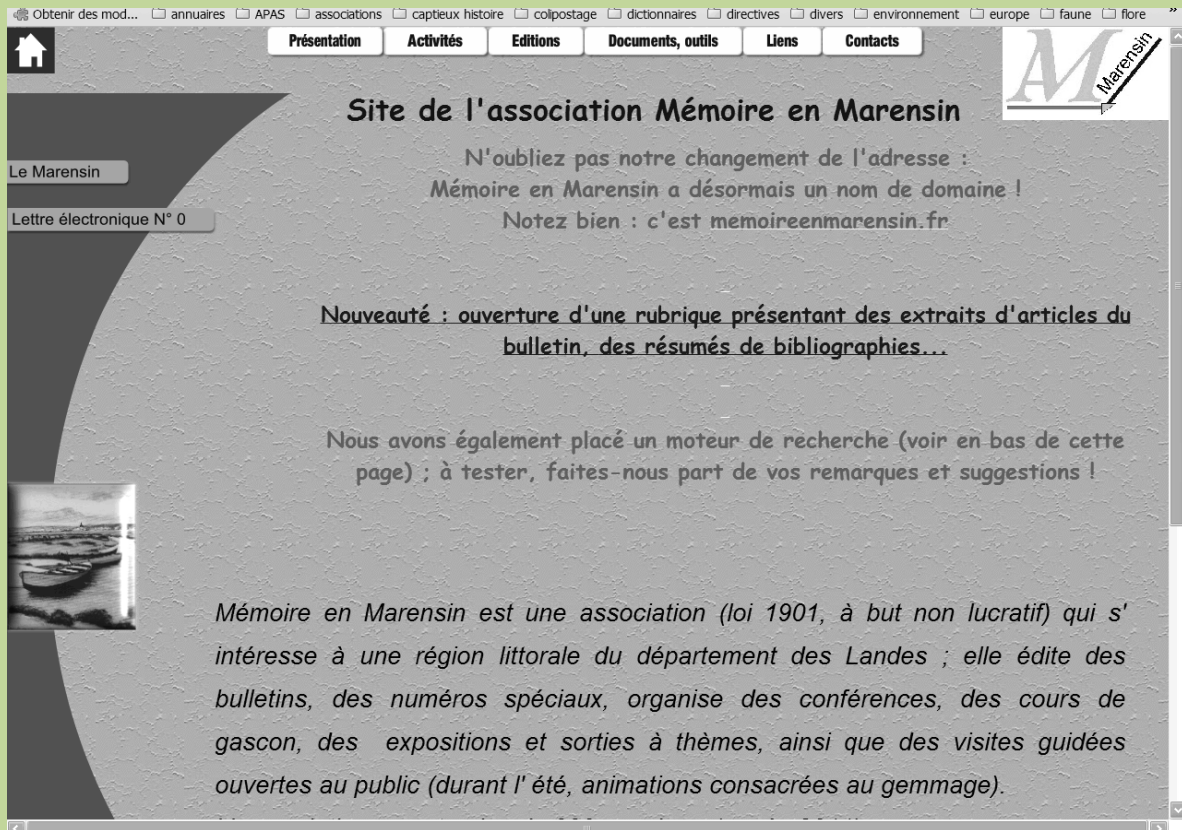 Obtenir des mod... annuaires APAS associations captieux histoire colipostage dictionnaires directives divers environnement europe faune flore »
Présentation Activités Editions Documents, outils Liens Contacts
AM Marensin
Site de l'association Mémoire en Marensin
N'oubliez pas notre changement de l'adresse :
Mémoire en Marensin a désormais un nom de domaine !
Notez bien : c'est memoireenmarensin.fr
Le Marensin
Lettre électronique N° 0
Nouveauté : ouverture d'une rubrique présentant des extraits d'articles du
bulletin, des résumés de bibliographies...
Nous avons également placé un moteur de recherche (voir en bas de cette
page) ; à tester, faites-nous part de vos remarques et suggestions !
Mémoire en Marensin est une association (loi 1901, à but non lucratif) qui s'
intéresse à une région littorale du département des Landes ; elle édite des
bulletins, des numéros spéciaux, organise des conférences, des cours de
gascon, des expositions et sorties à thèmes, ainsi que des visites guidées
ouvertes au public (durant l' été, animations consacrées au gemmage).